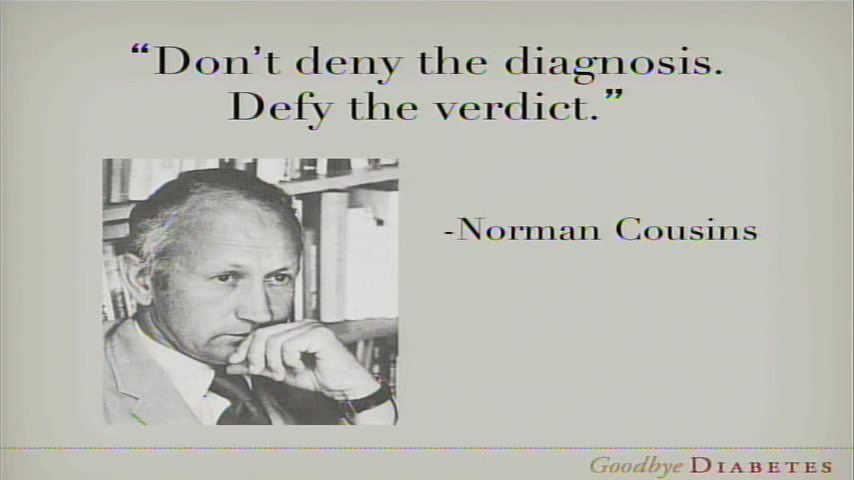 “Don’t deny the diagnosis.
Defy the verdict.”
-Norman Cousins
Goodbye DIABETES